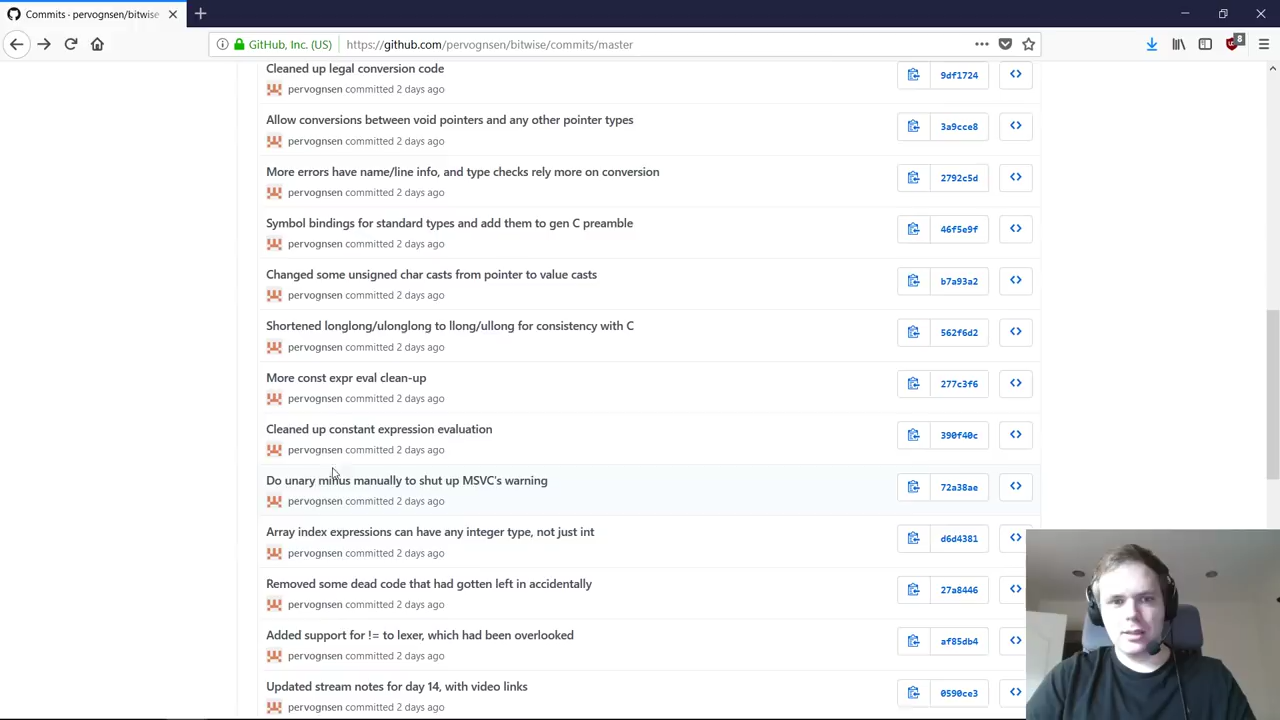 Commits · pervognsen/bitwise
GitHub, Inc. (US)
https://github.com/pervognsen/bitwise/commits/master
8
Cleaned up legal conversion code
9df1724
pervognsen committed 2 days ago
Allow conversions between void pointers and any other pointer types
3a9cce8
pervognsen committed 2 days ago
More errors have name/line info, and type checks rely more on conversion
2792c5d
pervognsen committed 2 days ago
Symbol bindings for standard types and add them to gen C preamble
46f5e9f
pervognsen committed 2 days ago
Changed some unsigned char casts from pointer to value casts
b7a93a2
pervognsen committed 2 days ago
Shortened longlong/ulonglong to llong/ullong for consistency with C
562f6d2
pervognsen committed 2 days ago
More const expr eval clean-up
277c3f6
pervognsen committed 2 days ago
Cleaned up constant expression evaluation
390f40c
pervognsen committed 2 days ago
Do unary minus manually to shut up MSVC's warning
72a38ae
pervognsen committed 2 days ago
Array index expressions can have any integer type, not just int
d6d4381
pervognsen committed 2 days ago
Removed some dead code that had gotten left in accidentally
27a8446
pervognsen committed 2 days ago
Added support for != to lexer, which had been overlooked
af85db4
pervognsen committed 2 days ago
Updated stream notes for day 14, with video links
0590ce3
pervognsen committed 2 days ago